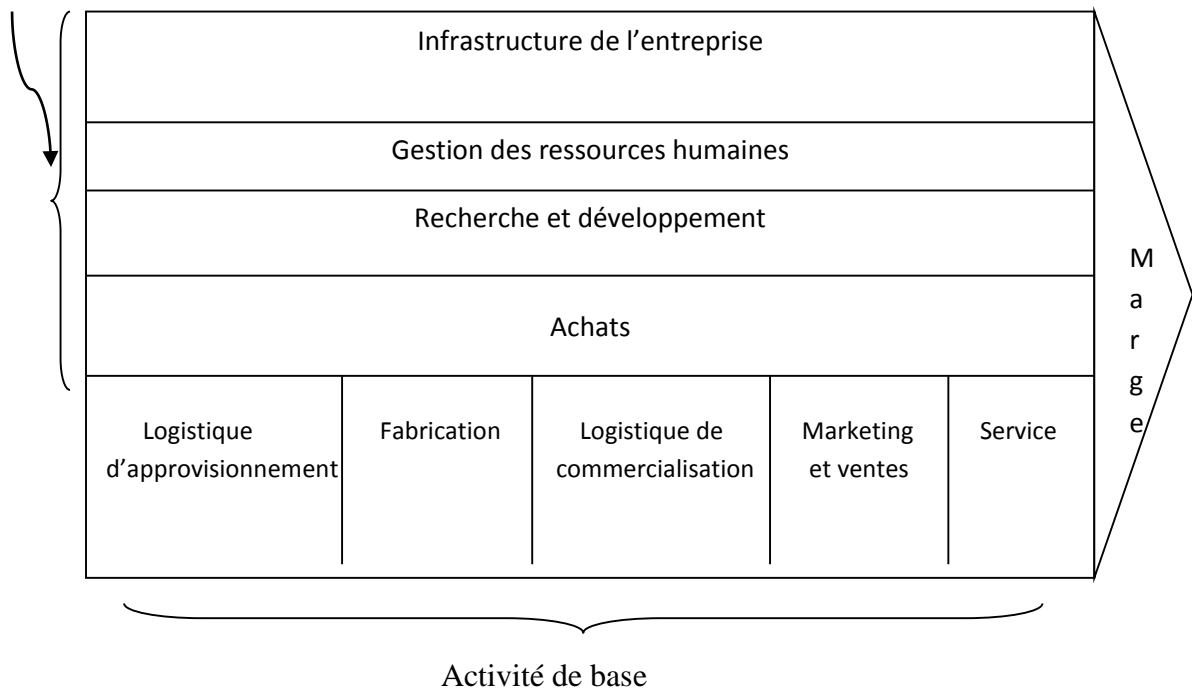 Infrastructure de l’entreprise
Gestion des ressources humaines
Recherche et développement
Achats
Marge
Logistique
d’approvisionnement
Fabrication
Logistique de
commercialisation
Marketing
et ventes
Service
Activité de base